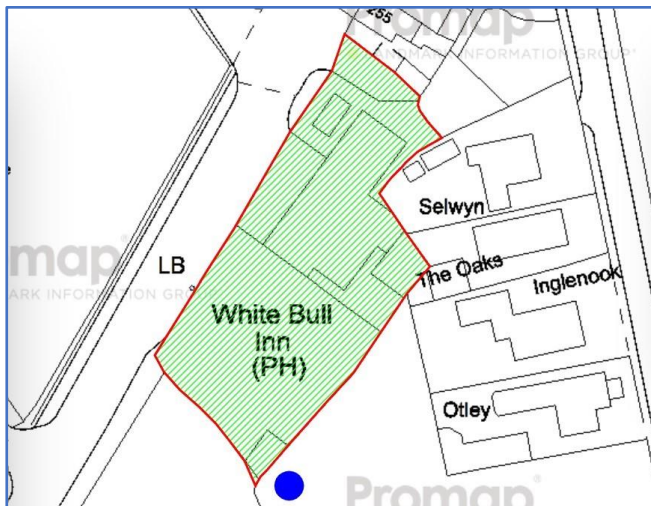 Promap®
LANDMARK INFORMATION GROUP®
255
Selwyn
The Oaks
Inglenook
map®
MARK INFORMATION GR
LB
White Bull
Inn
(PH)
Otley
Promap®